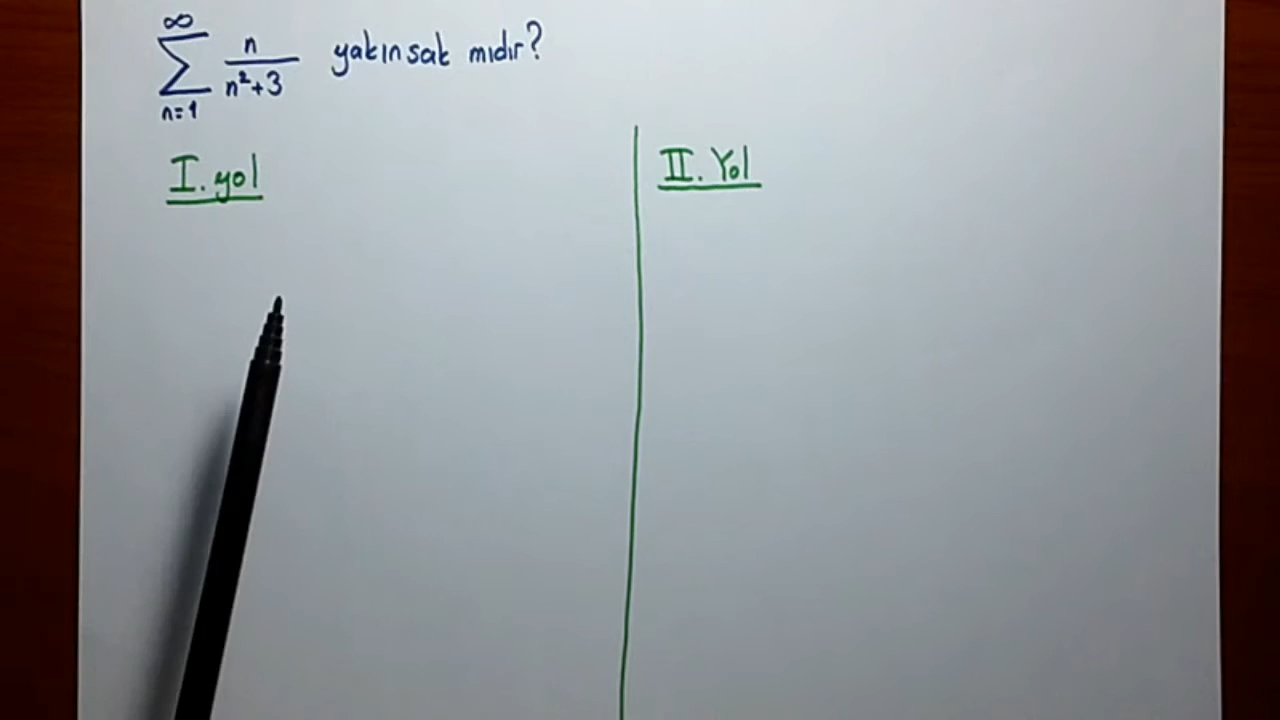 ∞
∑ n/(n²+3) yakınsak mıdır?
n=1
I. yol
II. Yol